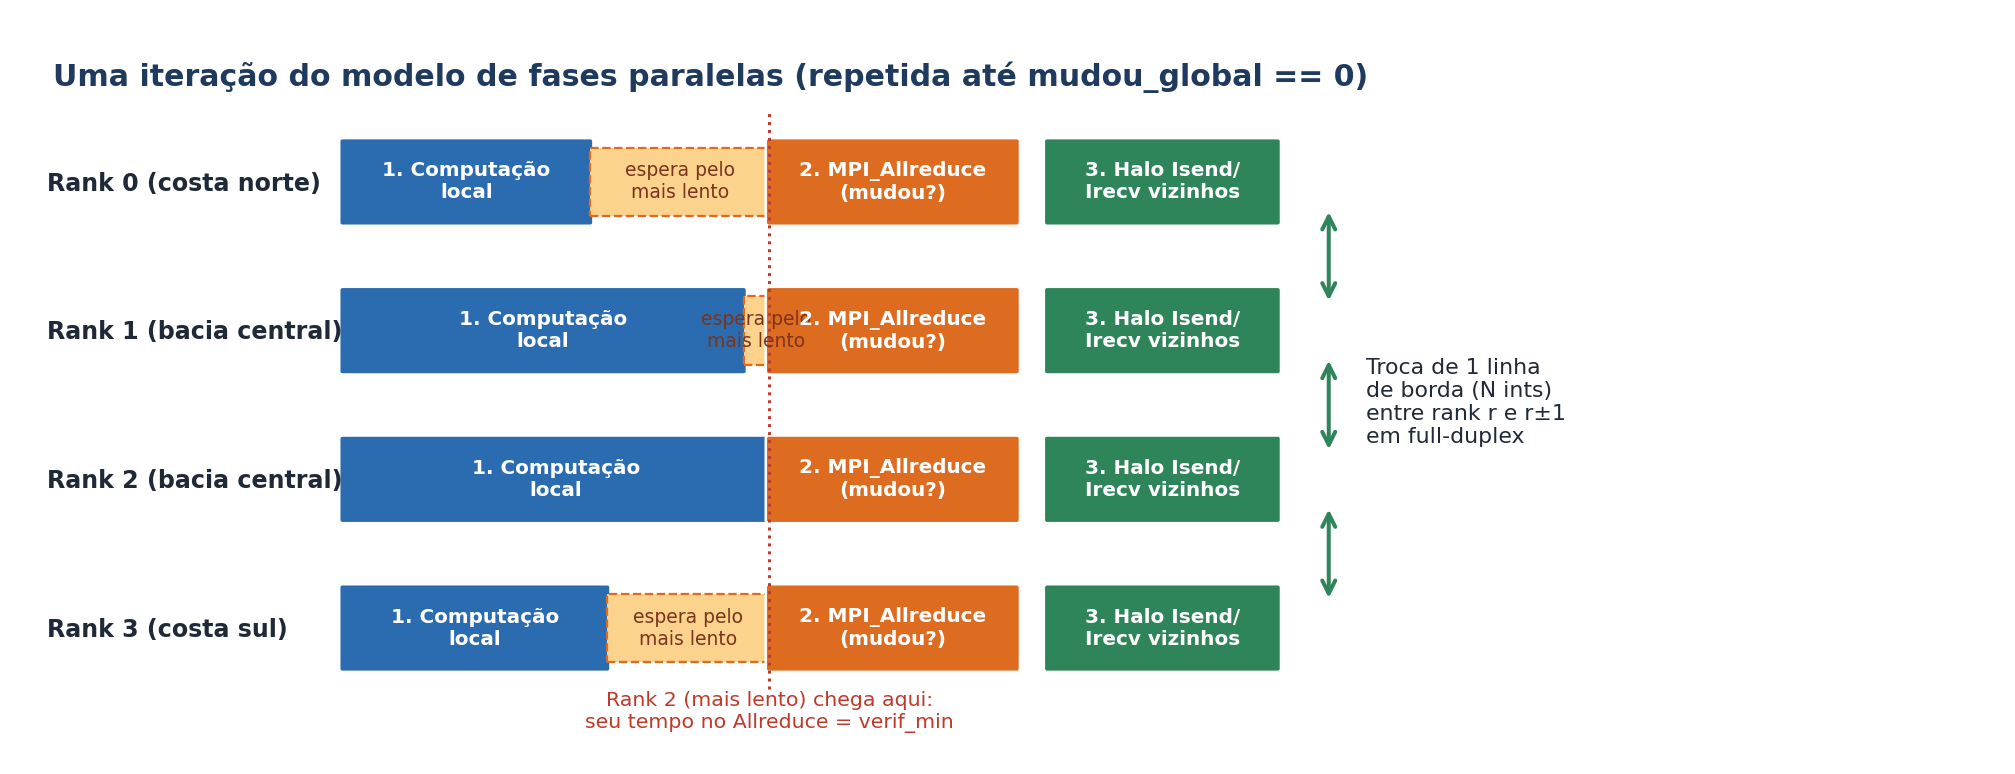 Uma iteração do modelo de fases paralelas (repetida até mudou_global == 0)
Rank 0 (costa norte)
1. Computação
local
espera pelo
mais lento
2. MPI_Allreduce
(mudou?)
3. Halo Isend/
Irecv vizinhos
Rank 1 (bacia central)
1. Computação
local
espera pelo
mais lento
2. MPI_Allreduce
(mudou?)
3. Halo Isend/
Irecv vizinhos
Troca de 1 linha
de borda (N ints)
entre rank r e r±1
em full-duplex
Rank 2 (bacia central)
1. Computação
local
2. MPI_Allreduce
(mudou?)
3. Halo Isend/
Irecv vizinhos
Rank 3 (costa sul)
1. Computação
local
espera pelo
mais lento
2. MPI_Allreduce
(mudou?)
3. Halo Isend/
Irecv vizinhos
Rank 2 (mais lento) chega aqui:
seu tempo no Allreduce = verif_min